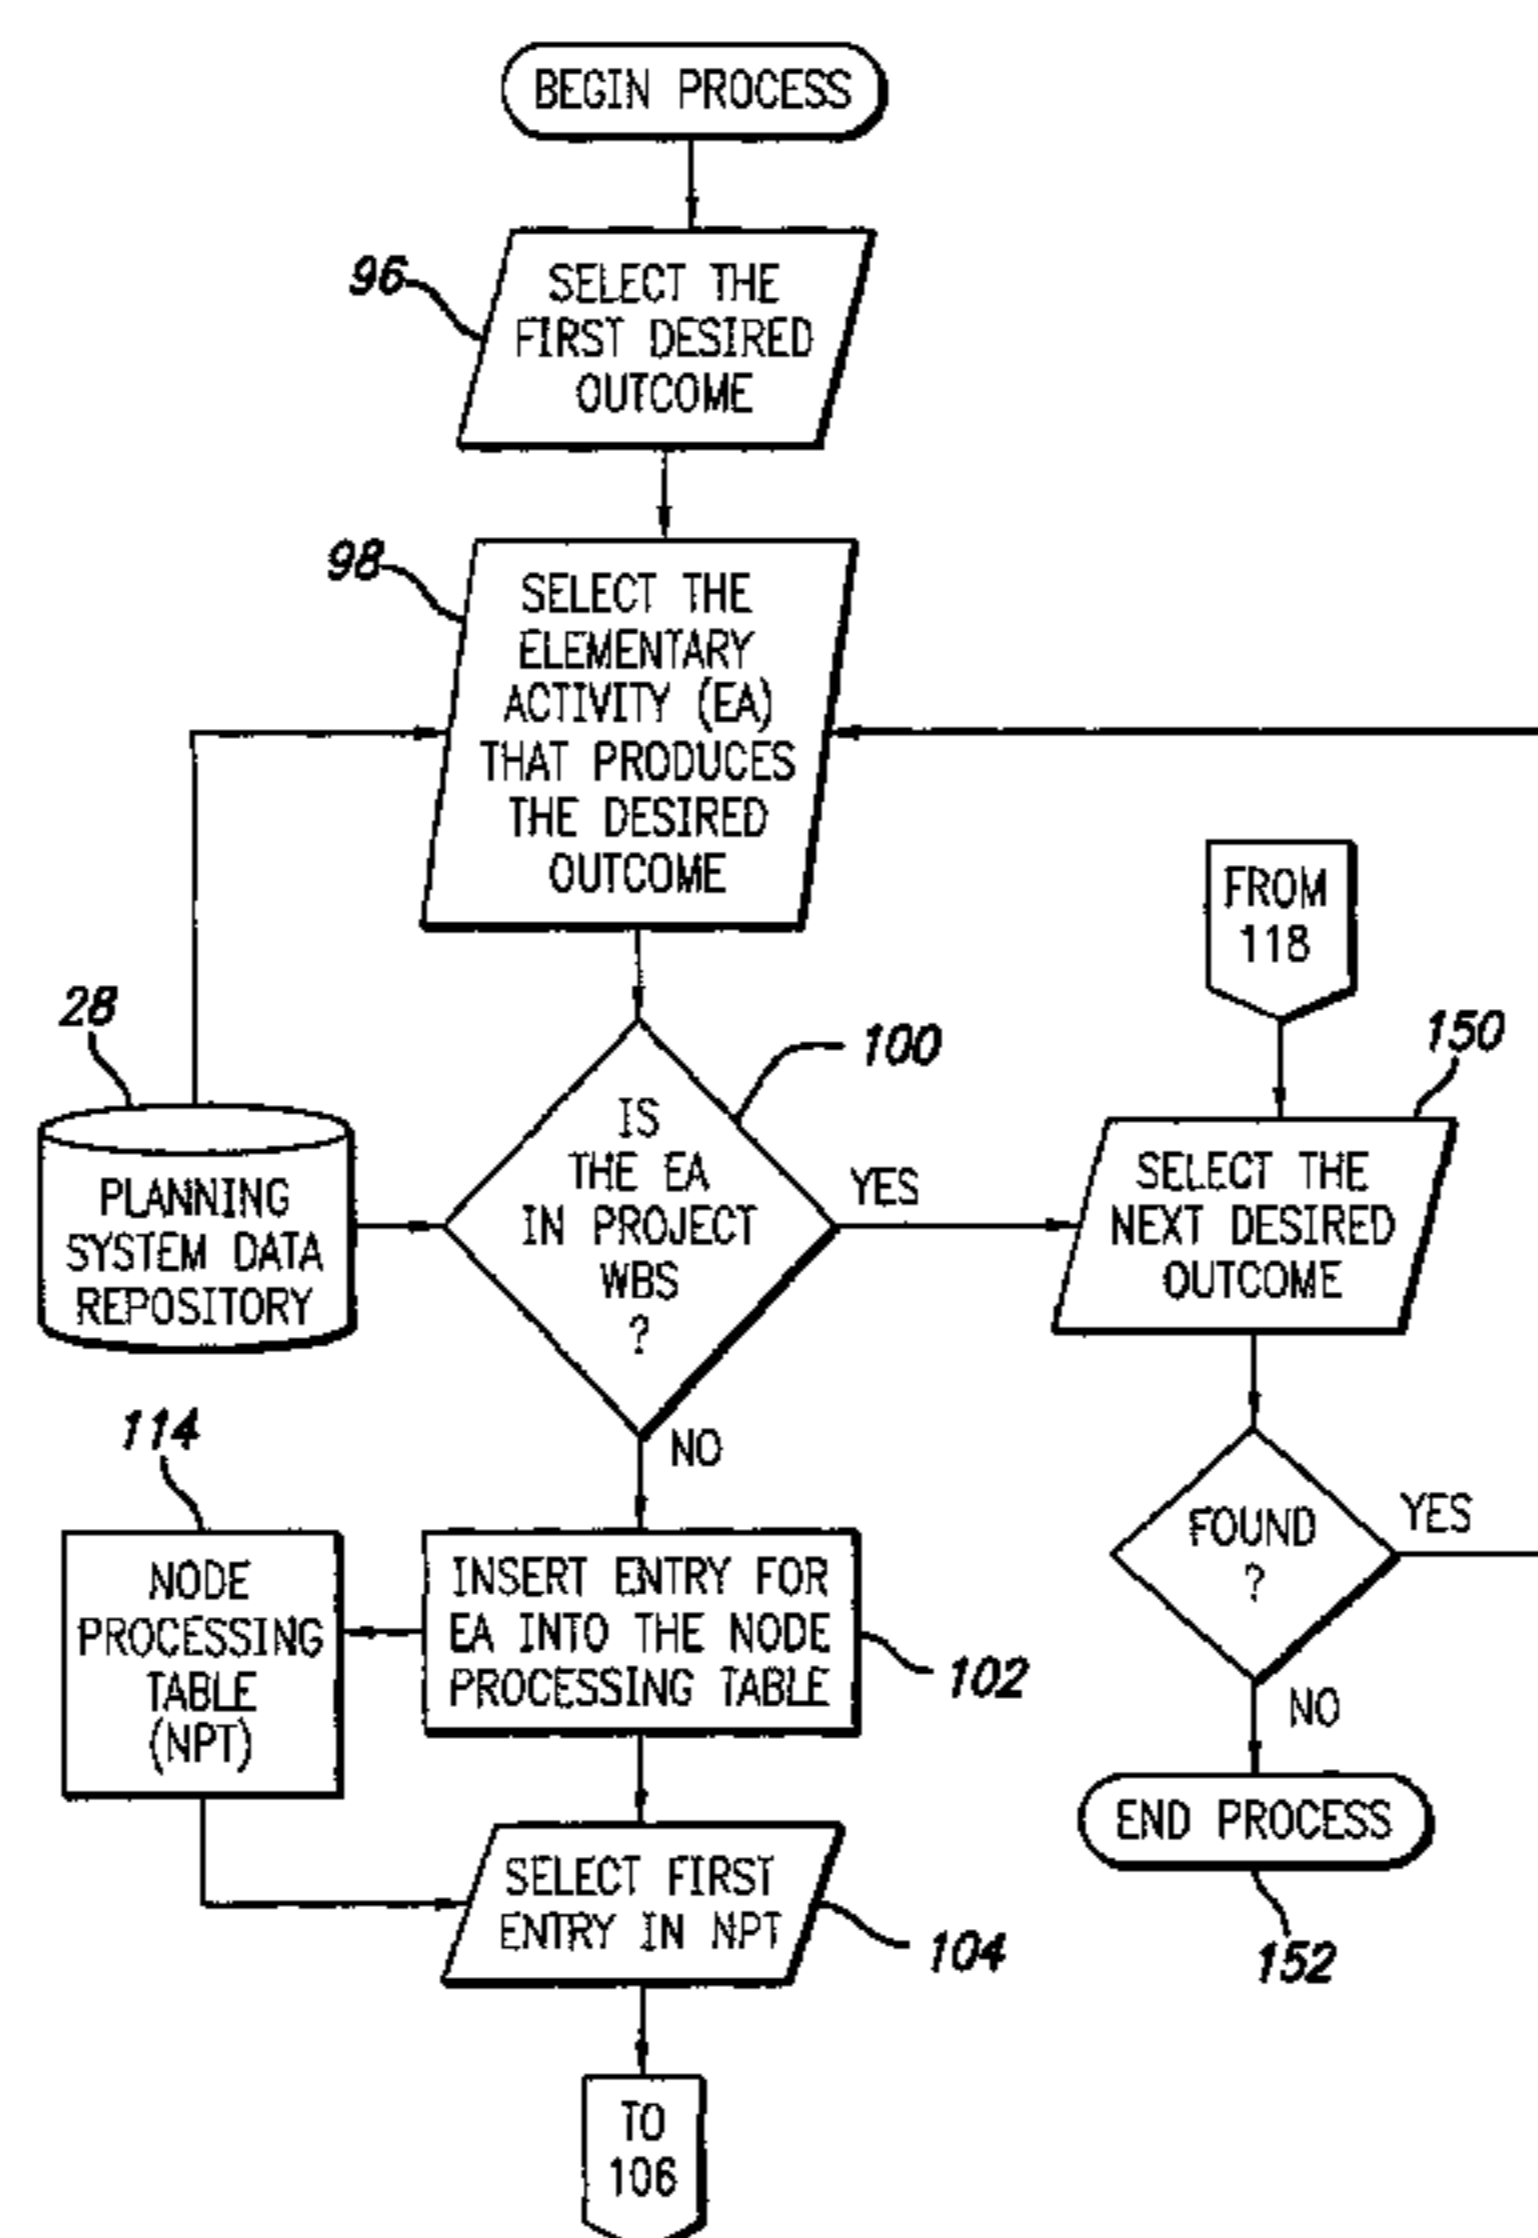 BEGIN PROCESS
96
SELECT THE
FIRST DESIRED
OUTCOME
98
SELECT THE
ELEMENTARY
ACTIVITY (EA)
THAT PRODUCES
THE DESIRED
OUTCOME
FROM
118
28
PLANNING
SYSTEM DATA
REPOSITORY
100
IS
THE EA
IN PROJECT
WBS
?
YES
150
SELECT THE
NEXT DESIRED
OUTCOME
NO
FOUND
?
YES
NO
114
NODE
PROCESSING
TABLE
(NPT)
INSERT ENTRY FOR
EA INTO THE NODE
PROCESSING TABLE
102
END PROCESS
152
SELECT FIRST
ENTRY IN NPT
104
TO
106